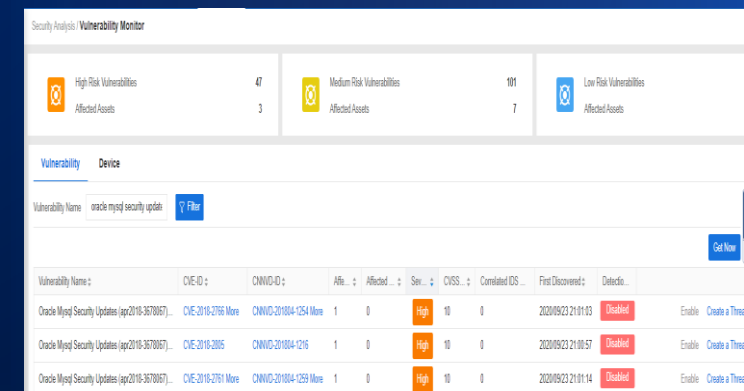 Security Analysis / Vulnerability Monitor
High Risk Vulnerabilities 47 Medium Risk Vulnerabilities 101 Low Risk Vulnerabilities
Affected Assets 3 Affected Assets 7 Affected Assets
Vulnerability Device
Vulnerability Name oracle mysql security update Filter
Get Now
Vulnerability Name CVE-ID CNNVD-ID Affe... Affected ... Sev... CVSS... Correlated IDS ... First Discovered Detectio...
Oracle Mysql Security Updates (apr2018-3678067)... CVE-2018-2766 More CNNVD-201804-1254 More 1 0 High 10 0 2020/09/23 21:01:03 Disabled Enable Create a Threa
Oracle Mysql Security Updates (apr2018-3678067)... CVE-2018-2805 CNNVD-201804-1216 1 0 High 10 0 2020/09/23 21:00:57 Disabled Enable Create a Threa
Oracle Mysql Security Updates (apr2018-3678067)... CVE-2018-2761 More CNNVD-201804-1259 More 1 0 High 10 0 2020/09/23 21:01:14 Disabled Enable Create a Threa